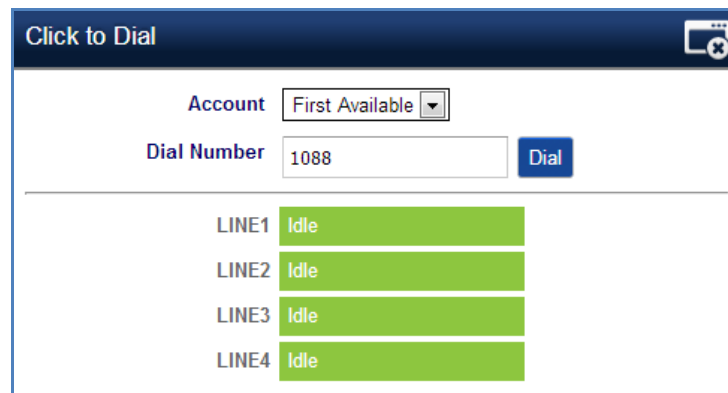 Click to Dial
Account First Available
Dial Number 1088 Dial
LINE1 Idle
LINE2 Idle
LINE3 Idle
LINE4 Idle